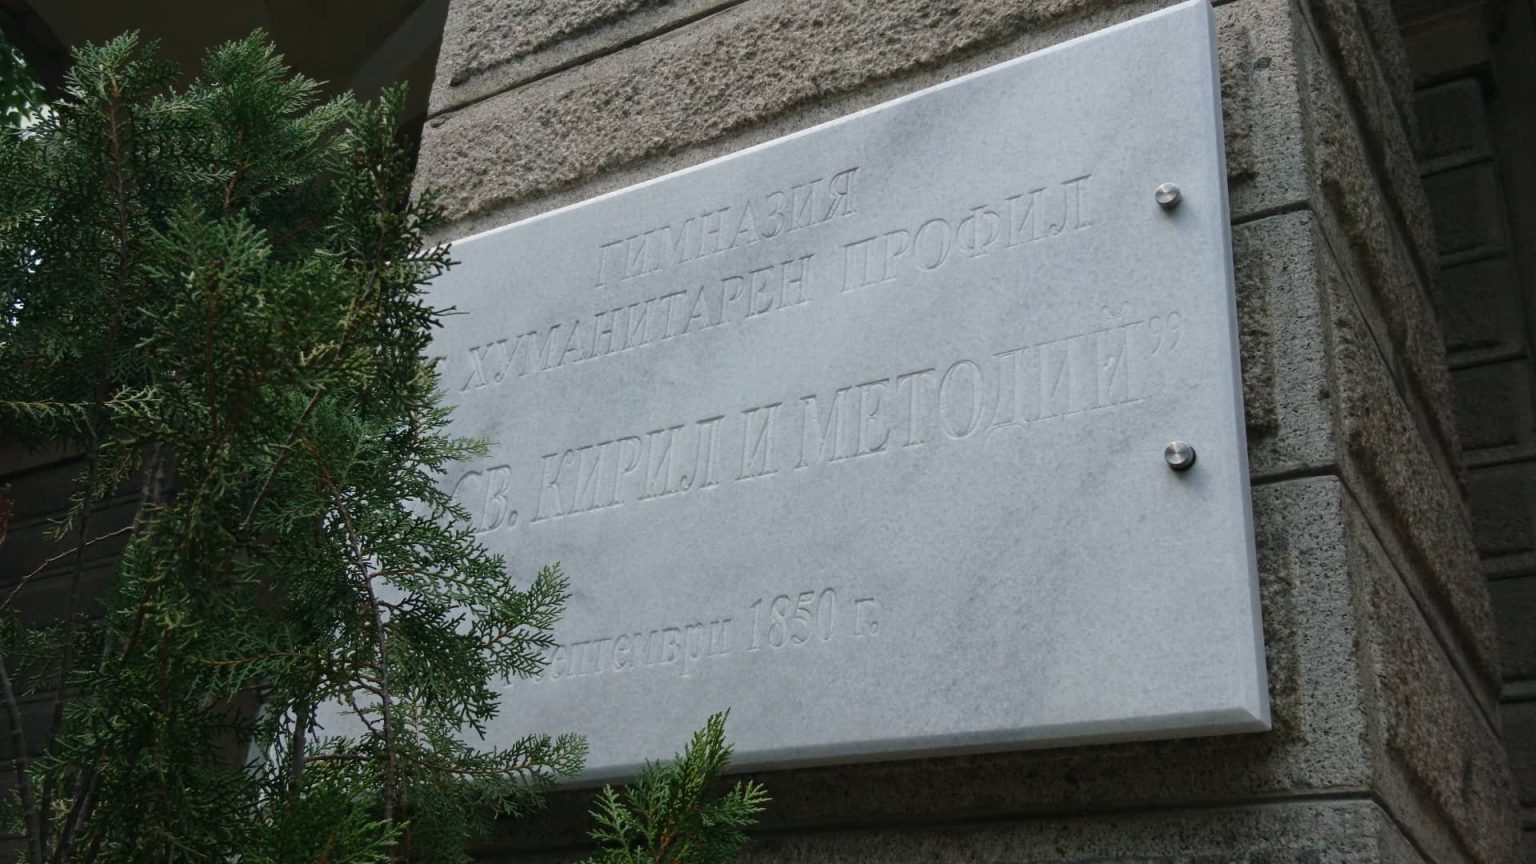 ГИМНАЗИЯ
ХУМАНИТАРЕН ПРОФИЛ
СВ. КИРИЛ И МЕТОДИЙ”
септември 1850 г.